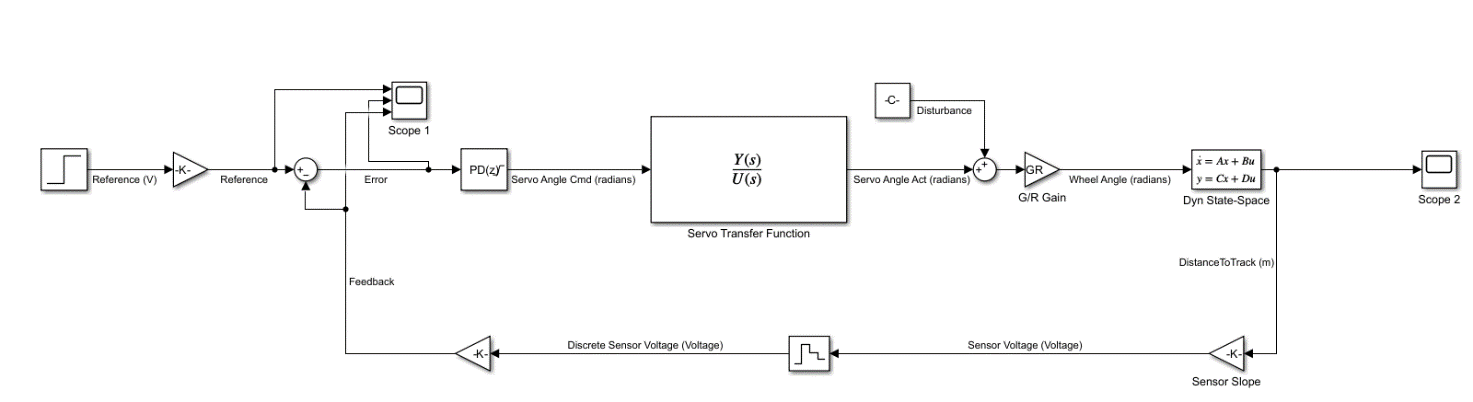 Reference (V)
-K-
Reference
+
−
Error
Scope 1
PD(z)
Servo Angle Cmd (radians)
Y(s)
U(s)
Servo Transfer Function
Servo Angle Act (radians)
-C-
Disturbance
+
+
GR
G/R Gain
Wheel Angle (radians)
ẋ = Ax + Bu
y = Cx + Du
Dyn State-Space
Scope 2
DistanceToTrack (m)
Feedback
-K-
Discrete Sensor Voltage (Voltage)
Sensor Voltage (Voltage)
-K-
Sensor Slope